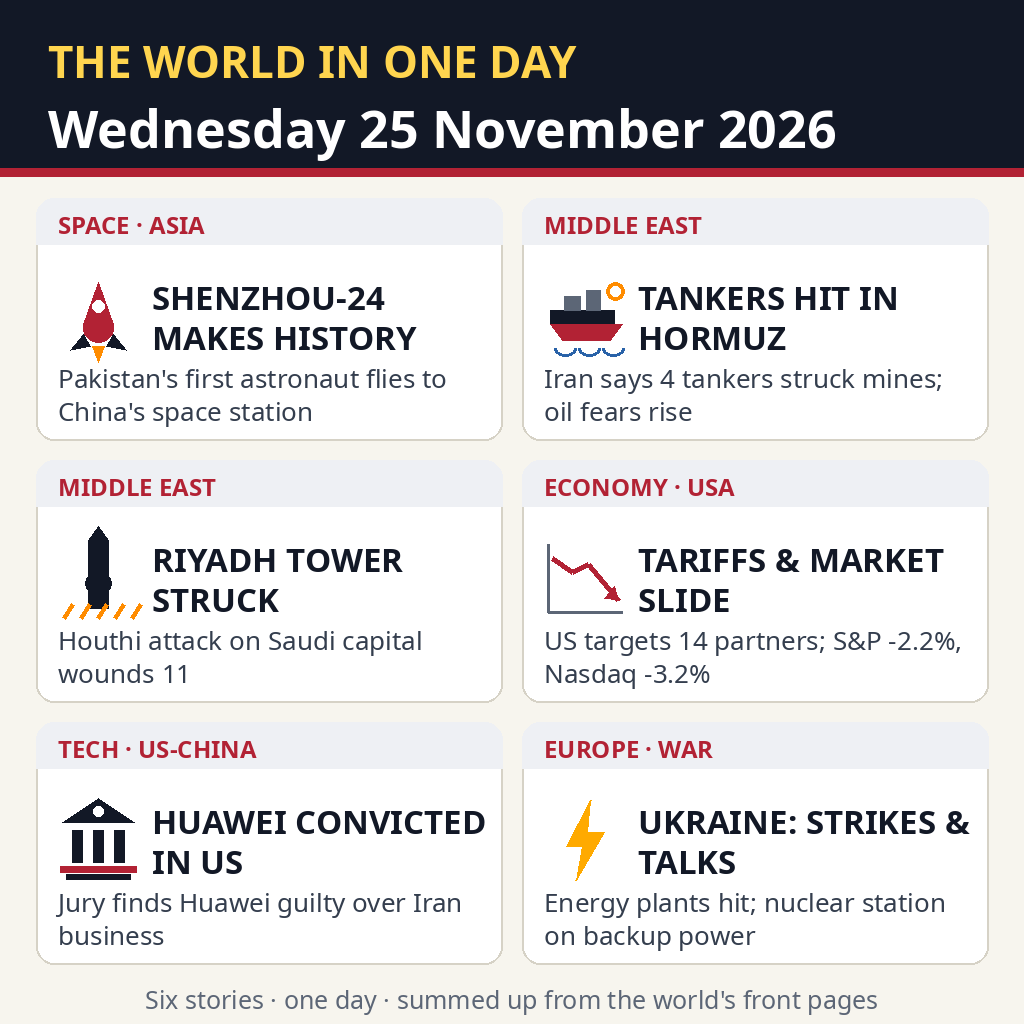 THE WORLD IN ONE DAY
Wednesday 25 November 2026
SPACE · ASIA
SHENZHOU-24
MAKES HISTORY
Pakistan's first astronaut flies to
China's space station
MIDDLE EAST
TANKERS HIT IN
HORMUZ
Iran says 4 tankers struck mines;
oil fears rise
MIDDLE EAST
RIYADH TOWER
STRUCK
Houthi attack on Saudi capital
wounds 11
ECONOMY · USA
TARIFFS & MARKET
SLIDE
US targets 14 partners; S&P -2.2%,
Nasdaq -3.2%
TECH · US-CHINA
HUAWEI CONVICTED
IN US
Jury finds Huawei guilty over Iran
business
EUROPE · WAR
UKRAINE: STRIKES &
TALKS
Energy plants hit; nuclear station
on backup power
Six stories · one day · summed up from the world's front pages